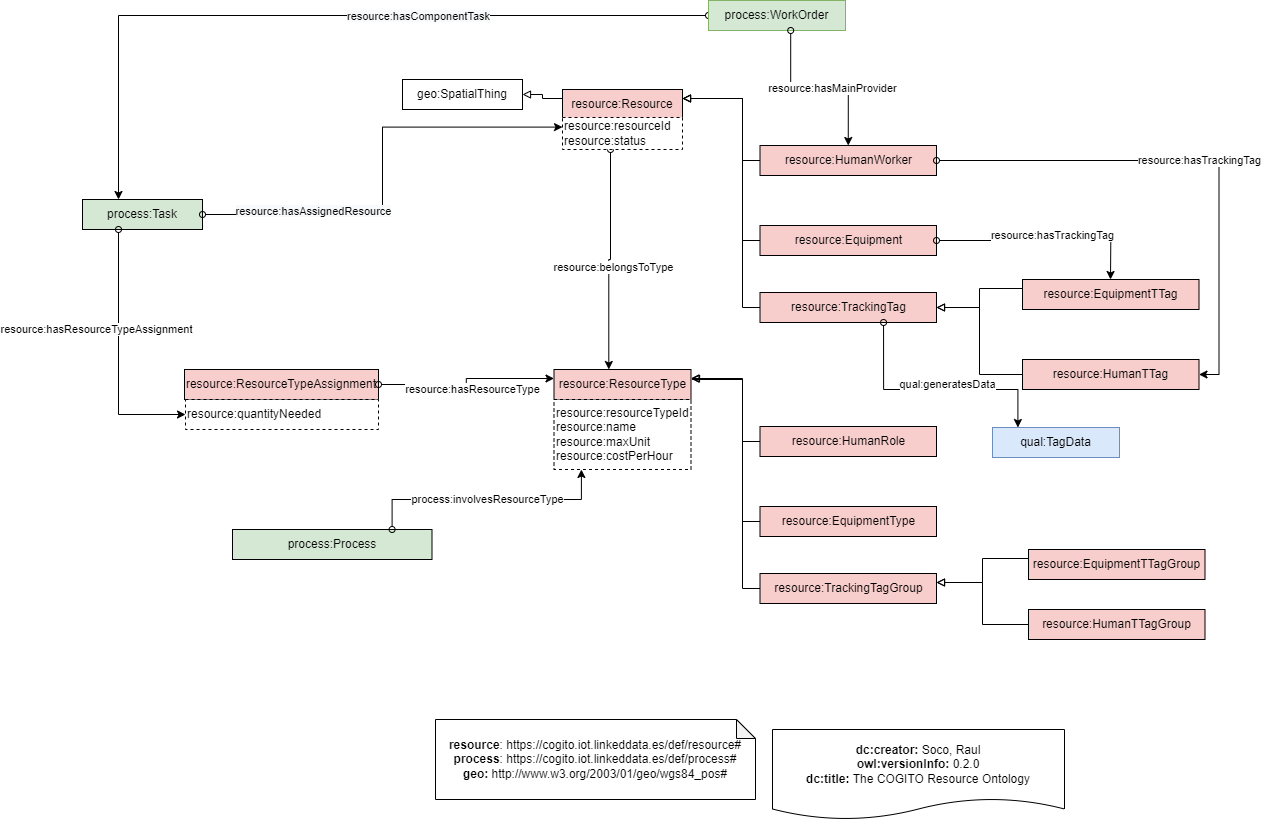 process:WorkOrder
resource:hasComponentTask
geo:SpatialThing
resource:Resource
resource:resourceId
resource:status
resource:hasMainProvider
resource:HumanWorker
resource:hasTrackingTag
process:Task
resource:hasAssignedResource
resource:Equipment
resource:hasTrackingTag
resource:belongsToType
resource:EquipmentTTag
resource:TrackingTag
resource:hasResourceTypeAssignment
resource:HumanTTag
resource:ResourceTypeAssignment
resource:quantityNeeded
resource:hasResourceType
resource:ResourceType
resource:resourceTypeId
resource:name
resource:maxUnit
resource:costPerHour
qual:generatesData
qual:TagData
resource:HumanRole
process:involvesResourceType
process:Process
resource:EquipmentType
resource:TrackingTagGroup
resource:EquipmentTTagGroup
resource:HumanTTagGroup
resource: https://cogito.iot.linkeddata.es/def/resource#
process: https://cogito.iot.linkeddata.es/def/process#
geo: http://www.w3.org/2003/01/geo/wgs84_pos#
dc:creator: Soco, Raul
owl:versionInfo: 0.2.0
dc:title: The COGITO Resource Ontology